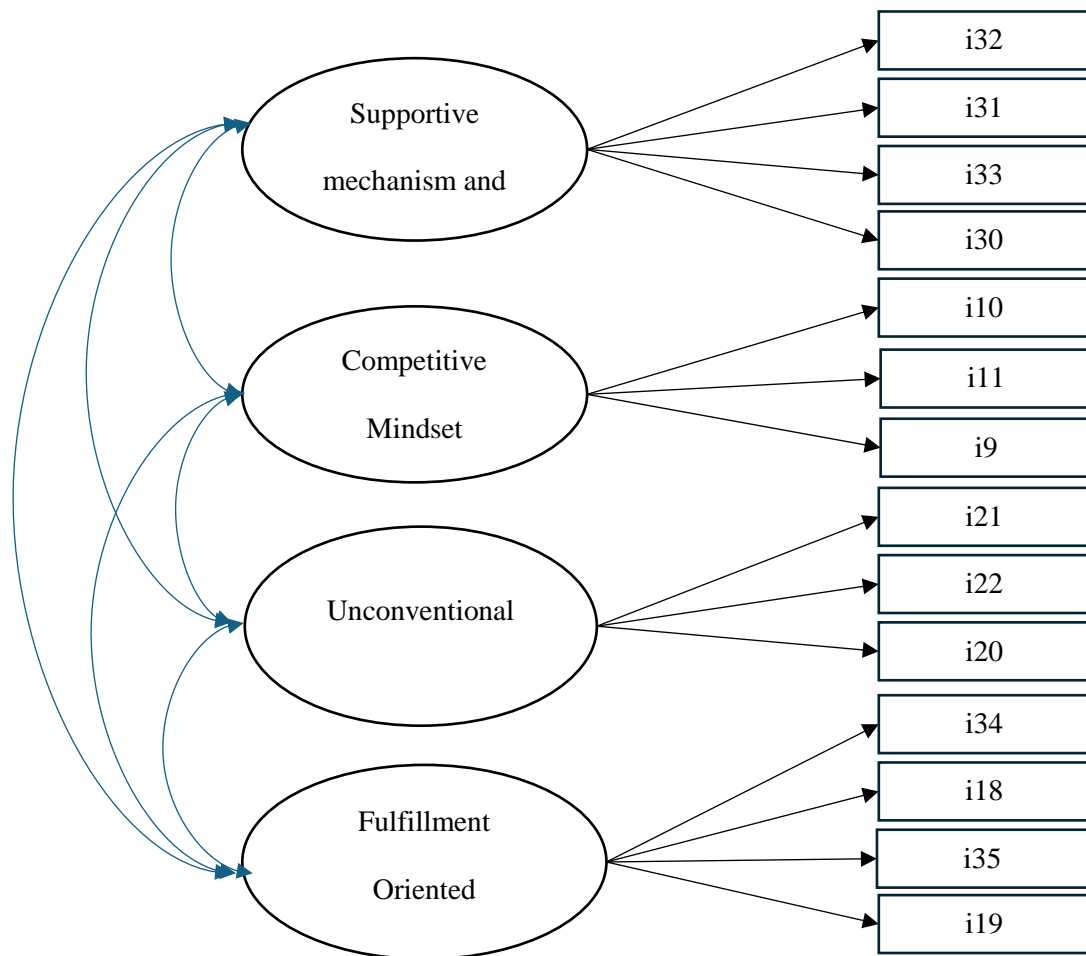 Supportive
mechanism and
Competitive
Mindset
Unconventional
Fulfillment
Oriented
i32
i31
i33
i30
i10
i11
i9
i21
i22
i20
i34
i18
i35
i19